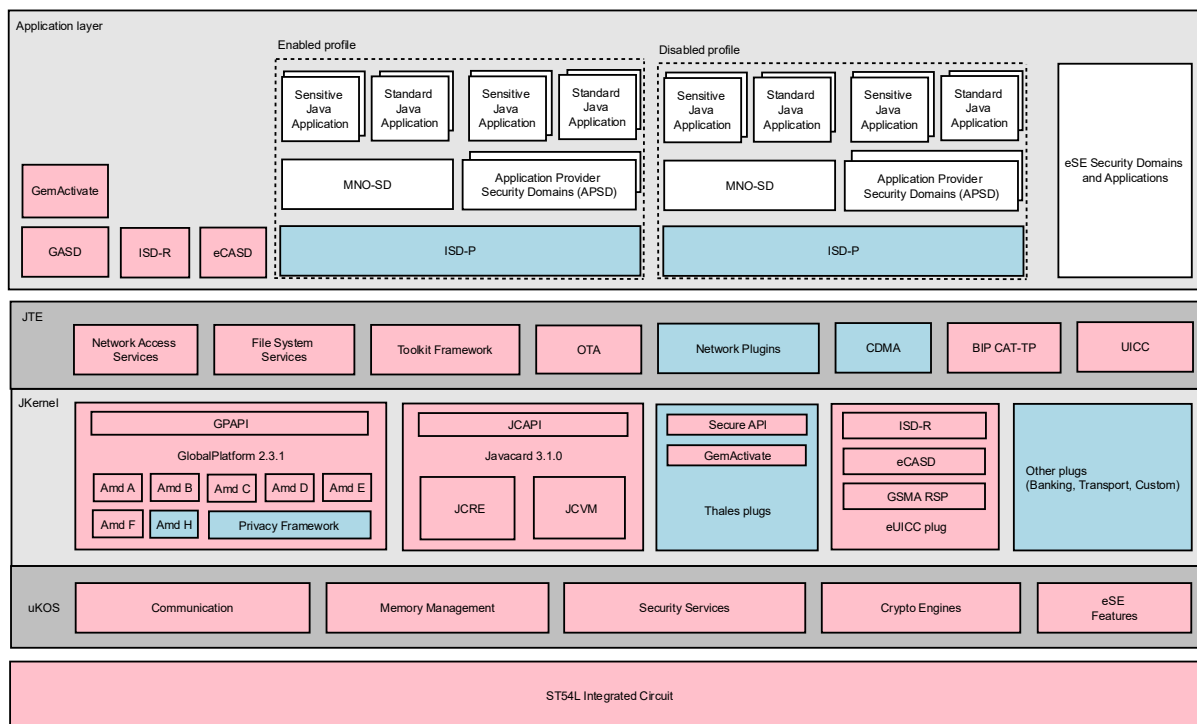 Application layer
Enabled profile
Disabled profile
Sensitive
Java
Application
Standard
Java
Application
Sensitive
Java
Application
Standard
Java
Application
Sensitive
Java
Application
Standard
Java
Application
Sensitive
Java
Application
Standard
Java
Application
eSE Security Domains
and Applications
GemActivate
MNO-SD
Application Provider
Security Domains (APSD)
MNO-SD
Application Provider
Security Domains (APSD)
GASD
ISD-R
eCASD
ISD-P
ISD-P
JTE
Network Access
Services
File System
Services
Toolkit Framework
OTA
Network Plugins
CDMA
BIP CAT-TP
UICC
JKernel
GPAPI
GlobalPlatform 2.3.1
Amd A
Amd B
Amd C
Amd D
Amd E
Amd F
Amd H
Privacy Framework
JCAPI
Javacard 3.1.0
JCRE
JCVM
Secure API
GemActivate
Thales plugs
ISD-R
eCASD
GSMA RSP
eUICC plug
Other plugs
(Banking, Transport, Custom)
uKOS
Communication
Memory Management
Security Services
Crypto Engines
eSE
Features
ST54L Integrated Circuit